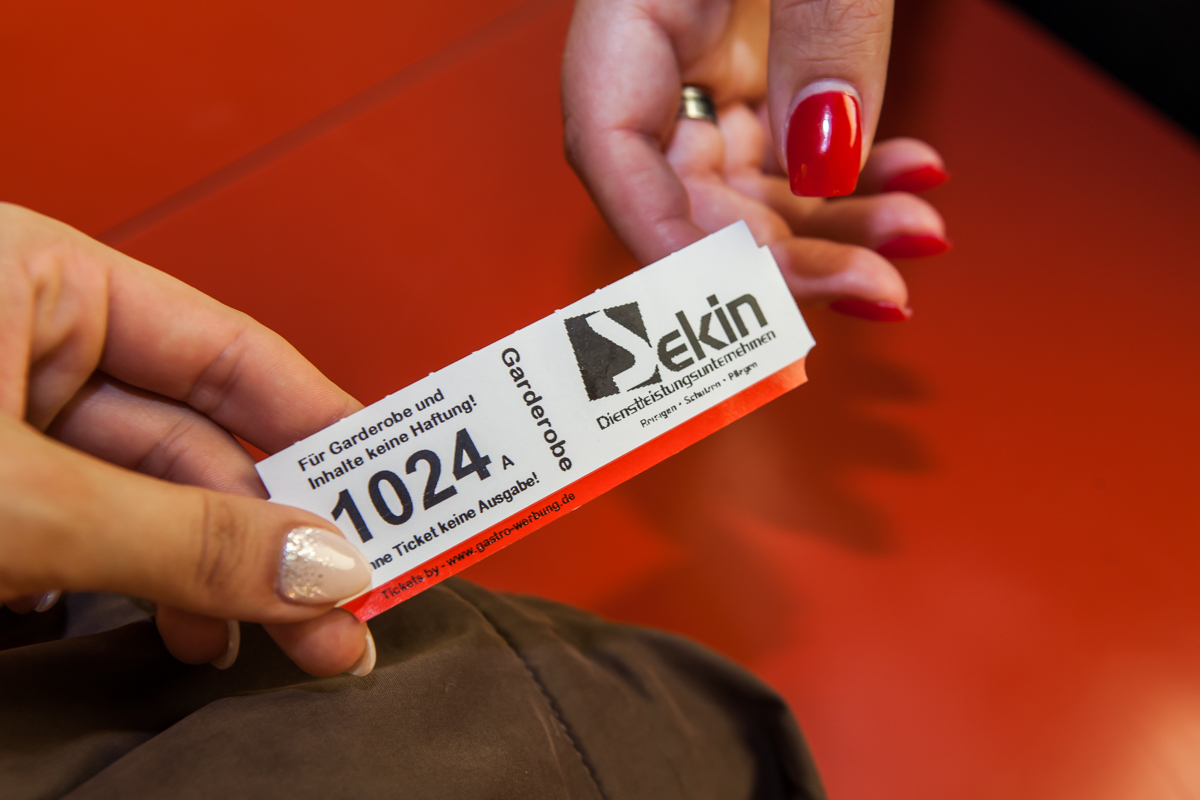 Für Garderobe und
Inhalte keine Haftung!
1024 A
Ticket keine Ausgabe!
Tickets by - www.gastro-werbung.de
Garderobe
Sekin
Dienstleistungsunternehmen
Reinigen • Schützen • Pflegen